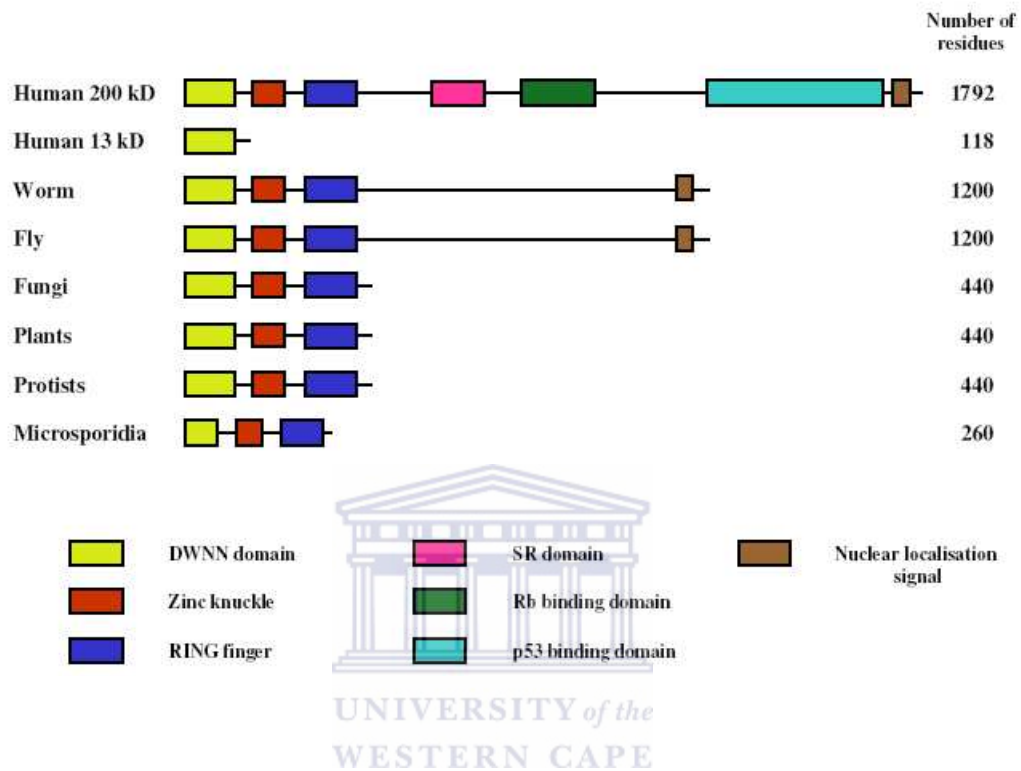 Number of
residues
Human 200 kD 1792
Human 13 kD 118
Worm 1200
Fly 1200
Fungi 440
Plants 440
Protists 440
Microsporidia 260
DWNN domain SR domain Nuclear localisation
signal
Zinc knuckle Rb binding domain
RING finger p53 binding domain
UNIVERSITY of the
WESTERN CAPE